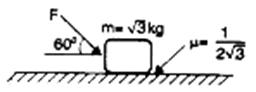 F
60°
m= √3 kg
μ= 1/(2√3)